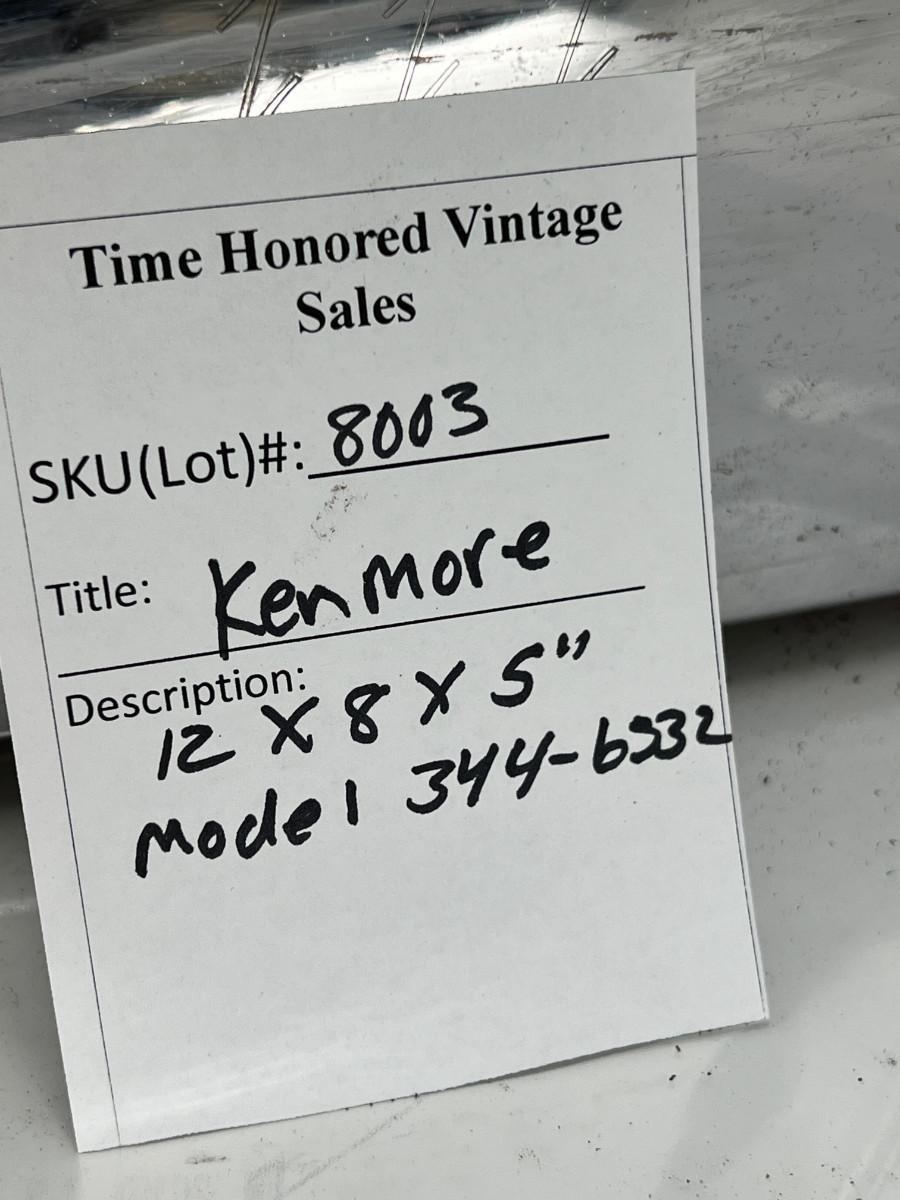 Time Honored Vintage
Sales
SKU(Lot)#: 8003
Title: Kenmore
Description:
12 X 8 X 5"
Model 344-6332